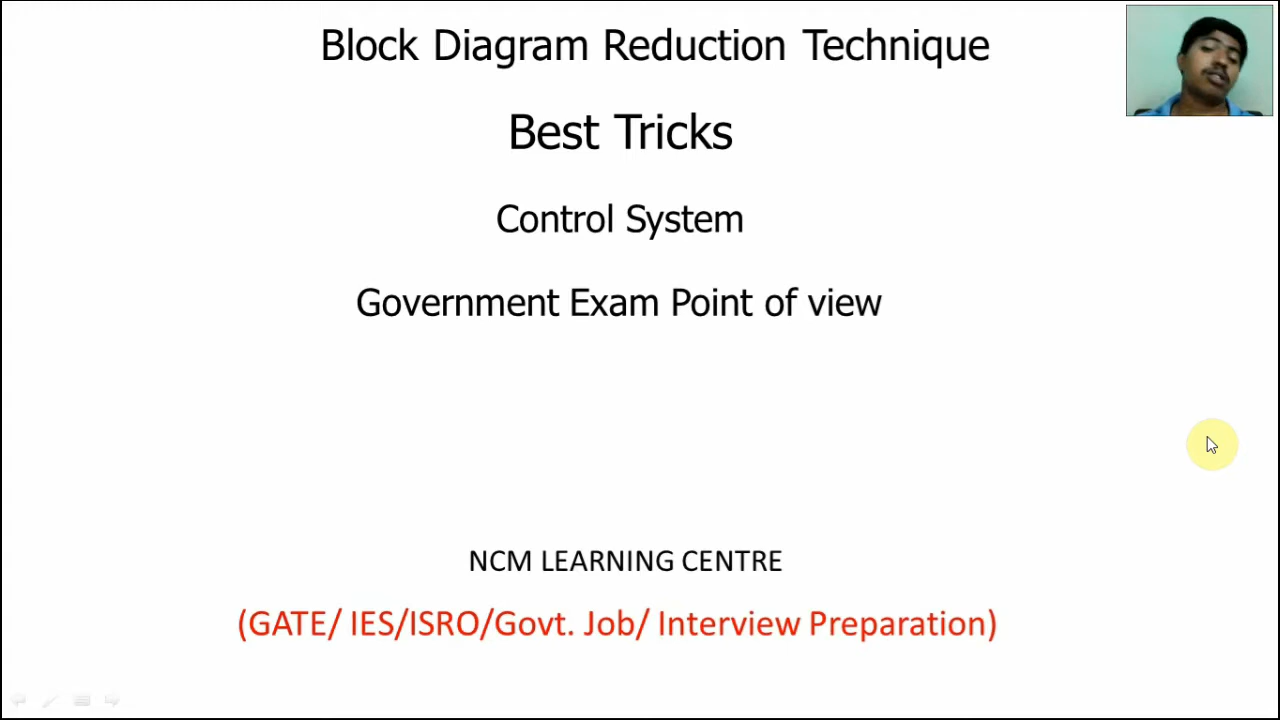 Block Diagram Reduction Technique
Best Tricks
Control System
Government Exam Point of view
NCM LEARNING CENTRE
(GATE/ IES/ISRO/Govt. Job/ Interview Preparation)